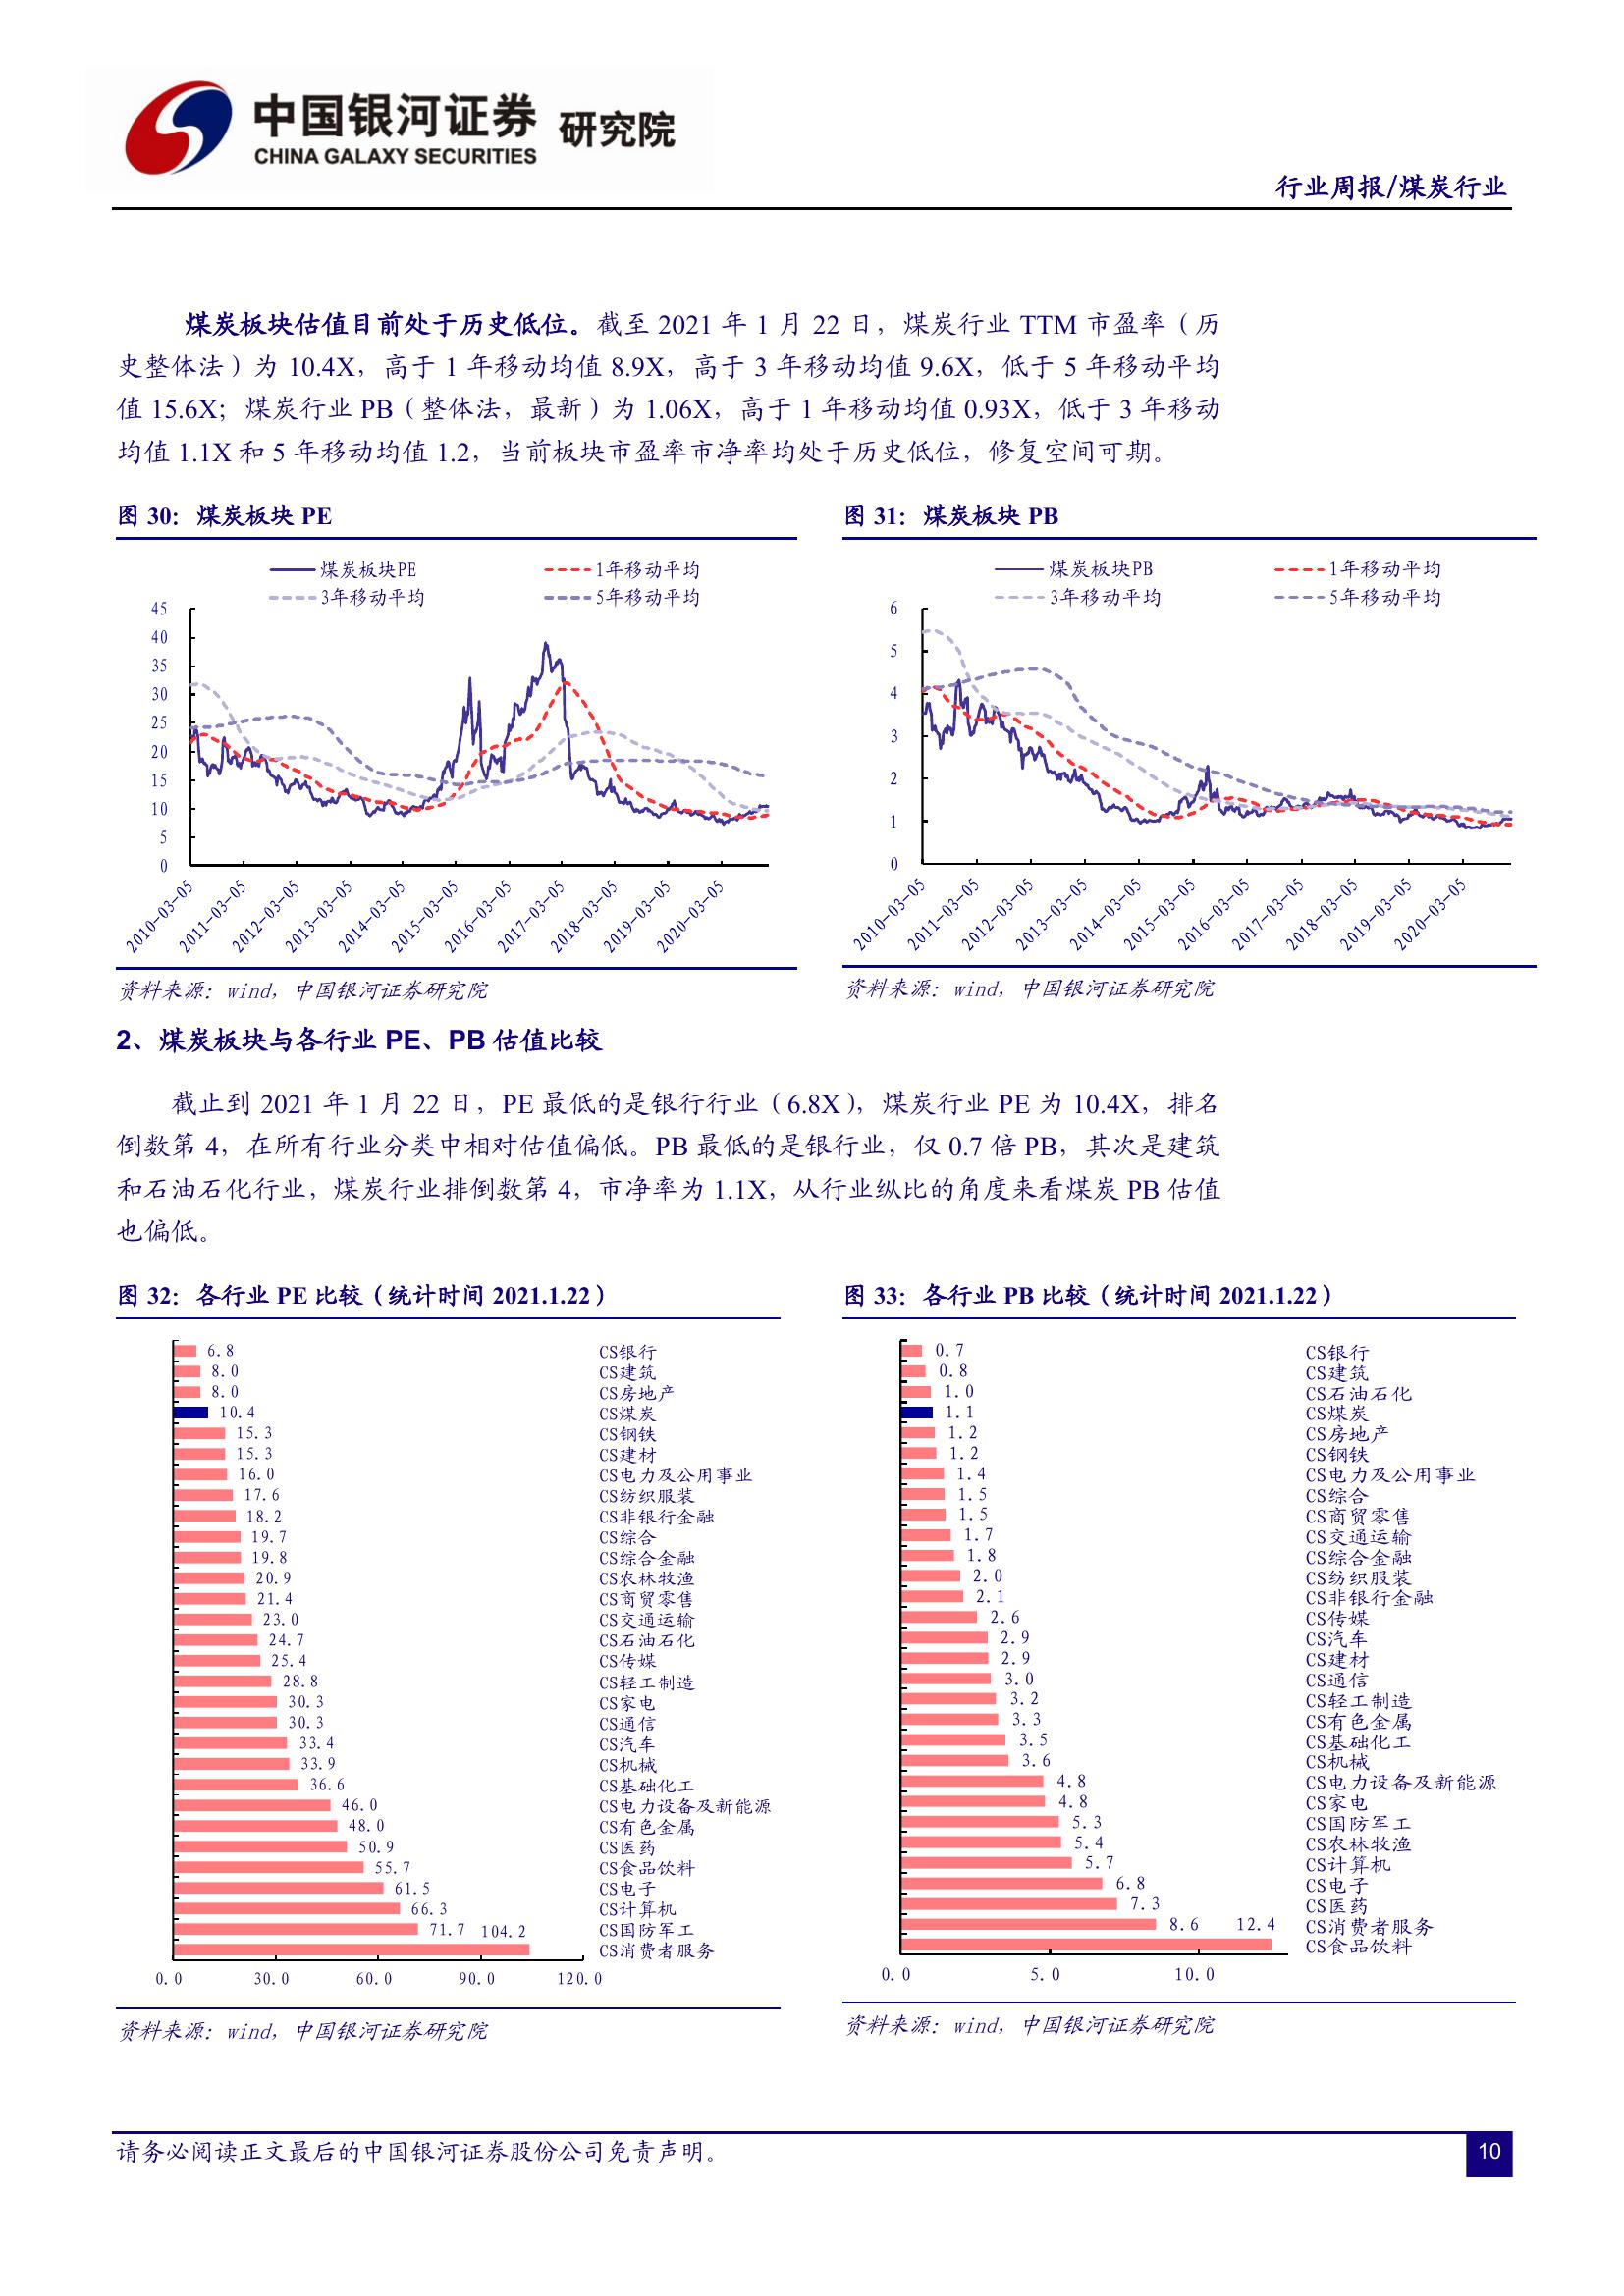 中国银河证券 研究院
CHINA GALAXY SECURITIES
行业周报/煤炭行业
煤炭板块估值目前处于历史低位。截至 2021 年 1 月 22 日，煤炭行业 TTM 市盈率（历
史整体法）为 10.4X，高于 1 年移动均值 8.9X，高于 3 年移动均值 9.6X，低于 5 年移动平均
值 15.6X；煤炭行业 PB（整体法，最新）为 1.06X，高于 1 年移动均值 0.93X，低于 3 年移动
均值 1.1X 和 5 年移动均值 1.2，当前板块市盈率市净率均处于历史低位，修复空间可期。
图 30：煤炭板块 PE
煤炭板块PE 1年移动平均
3年移动平均 5年移动平均
45
40
35
30
25
20
15
10
5
0
2010-03-05 2011-03-05 2012-03-05 2013-03-05 2014-03-05 2015-03-05 2016-03-05 2017-03-05 2018-03-05 2019-03-05 2020-03-05
资料来源：wind，中国银河证券研究院
图 31：煤炭板块 PB
煤炭板块PB 1年移动平均
3年移动平均 5年移动平均
6
5
4
3
2
1
0
2010-03-05 2011-03-05 2012-03-05 2013-03-05 2014-03-05 2015-03-05 2016-03-05 2017-03-05 2018-03-05 2019-03-05 2020-03-05
资料来源：wind，中国银河证券研究院
2、煤炭板块与各行业 PE、PB 估值比较
截止到 2021 年 1 月 22 日，PE 最低的是银行行业（6.8X），煤炭行业 PE 为 10.4X，排名
倒数第 4，在所有行业分类中相对估值偏低。PB 最低的是银行业，仅 0.7 倍 PB，其次是建筑
和石油石化行业，煤炭行业排倒数第 4，市净率为 1.1X，从行业纵比的角度来看煤炭 PB 估值
也偏低。
图 32：各行业 PE 比较（统计时间 2021.1.22）
6.8 CS银行
8.0 CS建筑
8.0 CS房地产
10.4 CS煤炭
15.3 CS钢铁
15.3 CS建材
16.0 CS电力及公用事业
17.6 CS纺织服装
18.2 CS非银行金融
19.7 CS综合
19.8 CS综合金融
20.9 CS农林牧渔
21.4 CS商贸零售
23.0 CS交通运输
24.7 CS石油石化
25.4 CS传媒
28.8 CS轻工制造
30.3 CS家电
30.3 CS通信
33.4 CS汽车
33.9 CS机械
36.6 CS基础化工
46.0 CS电力设备及新能源
48.0 CS有色金属
50.9 CS医药
55.7 CS食品饮料
61.5 CS电子
66.3 CS计算机
71.7 CS国防军工
104.2 CS消费者服务
0.0 30.0 60.0 90.0 120.0
资料来源：wind，中国银河证券研究院
图 33：各行业 PB 比较（统计时间 2021.1.22）
0.7 CS银行
0.8 CS建筑
1.0 CS石油石化
1.1 CS煤炭
1.2 CS房地产
1.2 CS钢铁
1.4 CS电力及公用事业
1.5 CS综合
1.5 CS商贸零售
1.7 CS交通运输
1.8 CS综合金融
2.0 CS纺织服装
2.1 CS非银行金融
2.6 CS传媒
2.9 CS汽车
2.9 CS建材
3.0 CS通信
3.2 CS轻工制造
3.3 CS有色金属
3.5 CS基础化工
3.6 CS机械
4.8 CS电力设备及新能源
4.8 CS家电
5.3 CS国防军工
5.4 CS农林牧渔
5.7 CS计算机
6.8 CS电子
7.3 CS医药
8.6 CS消费者服务
12.4 CS食品饮料
0.0 5.0 10.0
资料来源：wind，中国银河证券研究院
请务必阅读正文最后的中国银河证券股份公司免责声明。
10